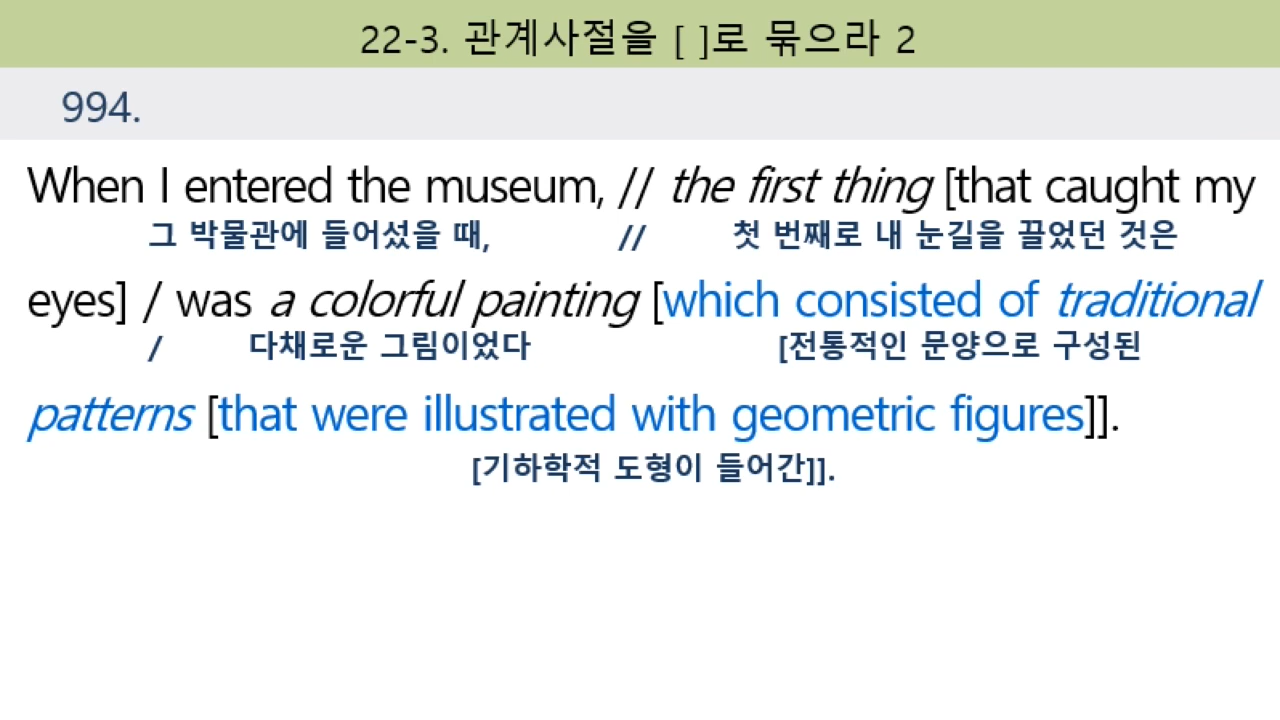 22-3. 관계사절을 [ ]로 묶으라 2
994.
When I entered the museum, // the first thing [that caught my
그 박물관에 들어섰을 때, // 첫 번째로 내 눈길을 끌었던 것은
eyes] / was a colorful painting [which consisted of traditional
/ 다채로운 그림이었다 [전통적인 문양으로 구성된
patterns [that were illustrated with geometric figures]].
[기하학적 도형이 들어간]].